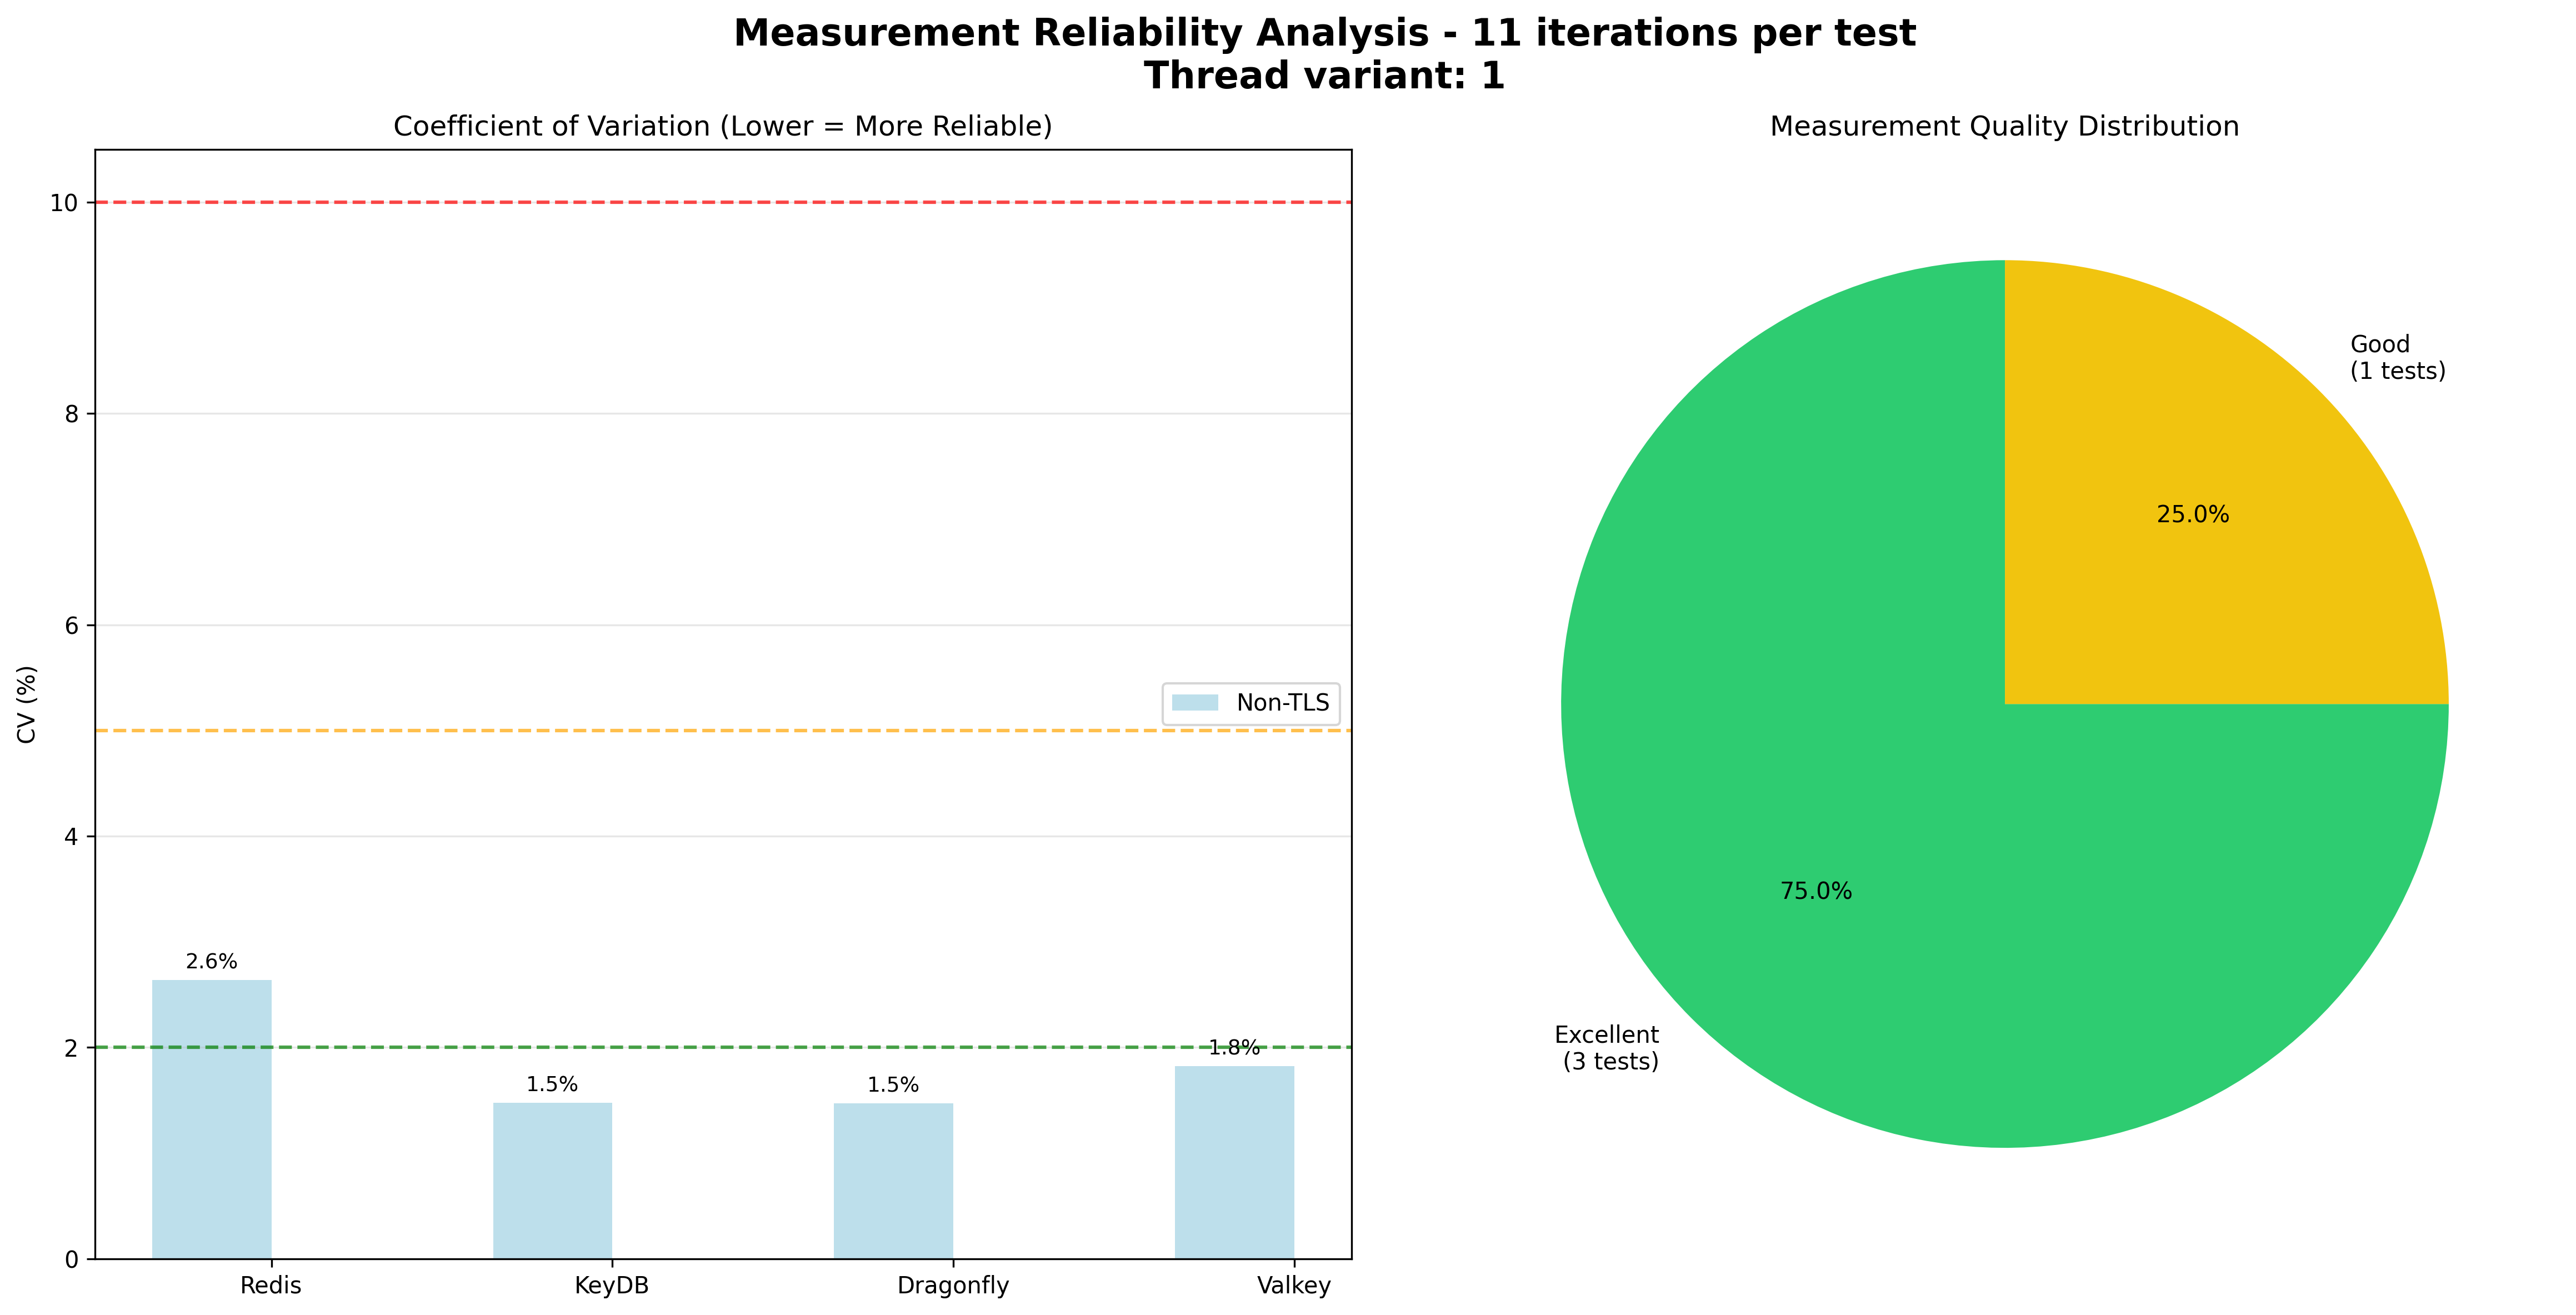 Measurement Reliability Analysis - 11 iterations per test
Thread variant: 1
Coefficient of Variation (Lower = More Reliable)
CV (%)
10
8
6
4
2
0
Non-TLS
2.6%
1.5%
1.5%
1.8%
Redis
KeyDB
Dragonfly
Valkey
Measurement Quality Distribution
Good
(1 tests)
25.0%
75.0%
Excellent
(3 tests)